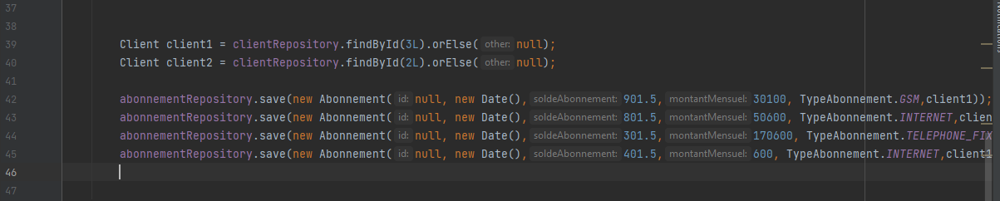 37
38
39 Client client1 = clientRepository.findById(3L).orElse( other: null);
40 Client client2 = clientRepository.findById(2L).orElse( other: null);
41
42 abonnementRepository.save(new Abonnement( id: null, new Date(), soldeAbonnement: 901.5, montantMensuel: 30100, TypeAbonnement.GSM,client1));
43 abonnementRepository.save(new Abonnement( id: null, new Date(), soldeAbonnement: 801.5, montantMensuel: 50600, TypeAbonnement.INTERNET,clien
44 abonnementRepository.save(new Abonnement( id: null, new Date(), soldeAbonnement: 301.5, montantMensuel: 170600, TypeAbonnement.TELEPHONE_FIX
45 abonnementRepository.save(new Abonnement( id: null, new Date(), soldeAbonnement: 401.5, montantMensuel: 600, TypeAbonnement.INTERNET,client1
46
47